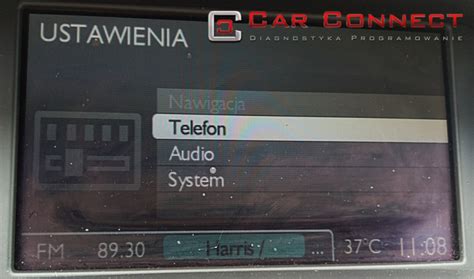 USTAWIENIA
CAR CONNECT
DIAGNOSTYKA PROGRAMOWANIE
Nawigacja
Telefon
Audio
System
FM 89.30 Harris / ... 37°C 11:08